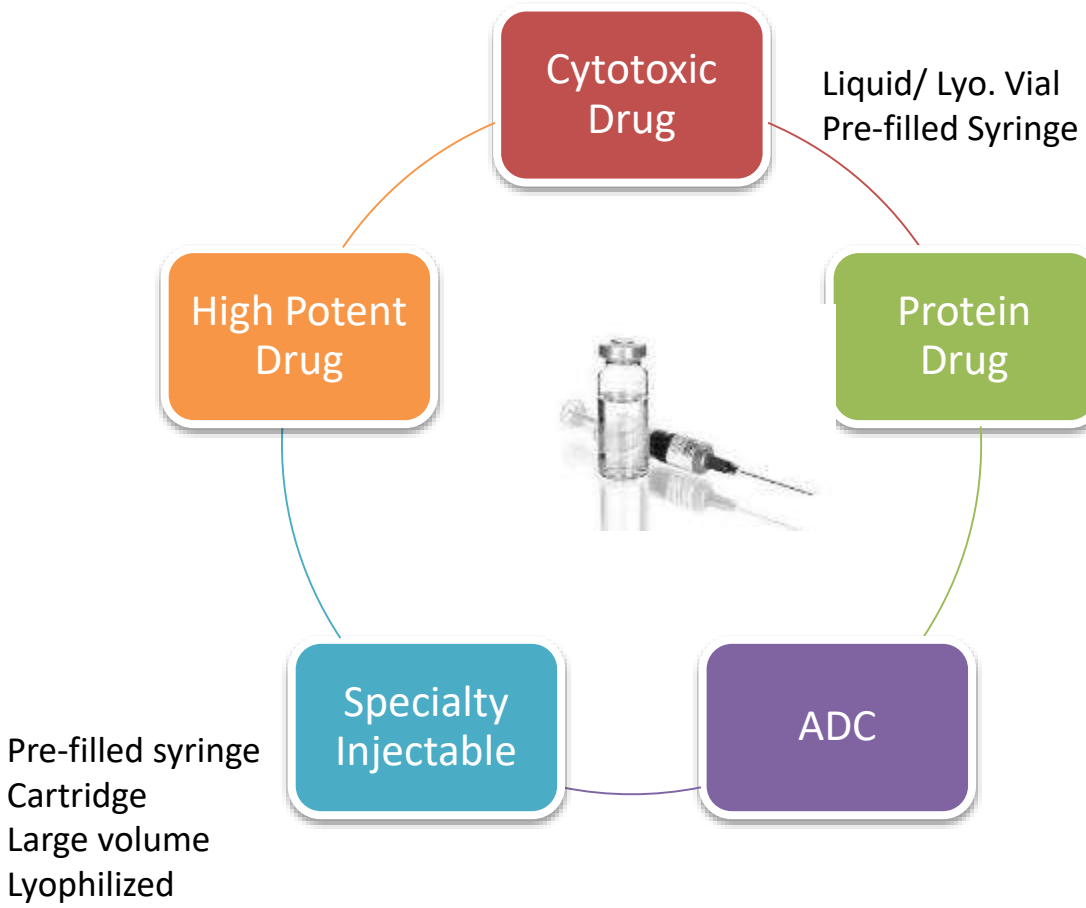 Cytotoxic
Drug
Liquid/ Lyo. Vial
Pre-filled Syringe
High Potent
Drug
Protein
Drug
Specialty
Injectable
ADC
Pre-filled syringe
Cartridge
Large volume
Lyophilized